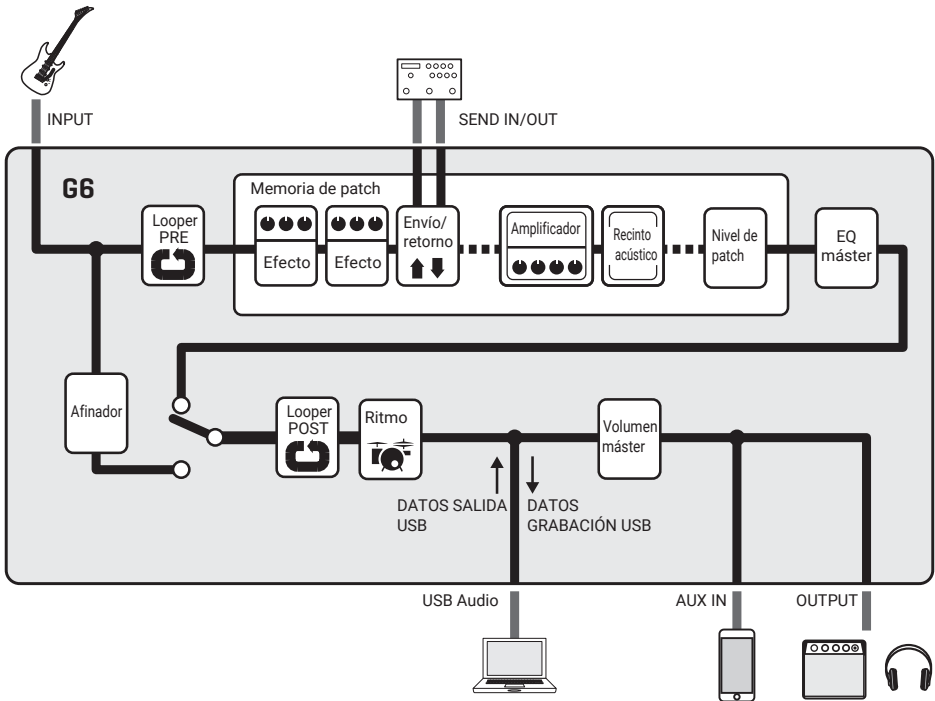 INPUT
SEND IN/OUT
G6
Memoria de patch
Looper
PRE
Efecto
Efecto
Envío/
retorno
Amplificador
Recinto
acústico
Nivel de
patch
EQ
máster
Afinador
Looper
POST
Ritmo
Volumen
máster
DATOS SALIDA
USB
DATOS
GRABACIÓN USB
USB Audio
AUX IN
OUTPUT